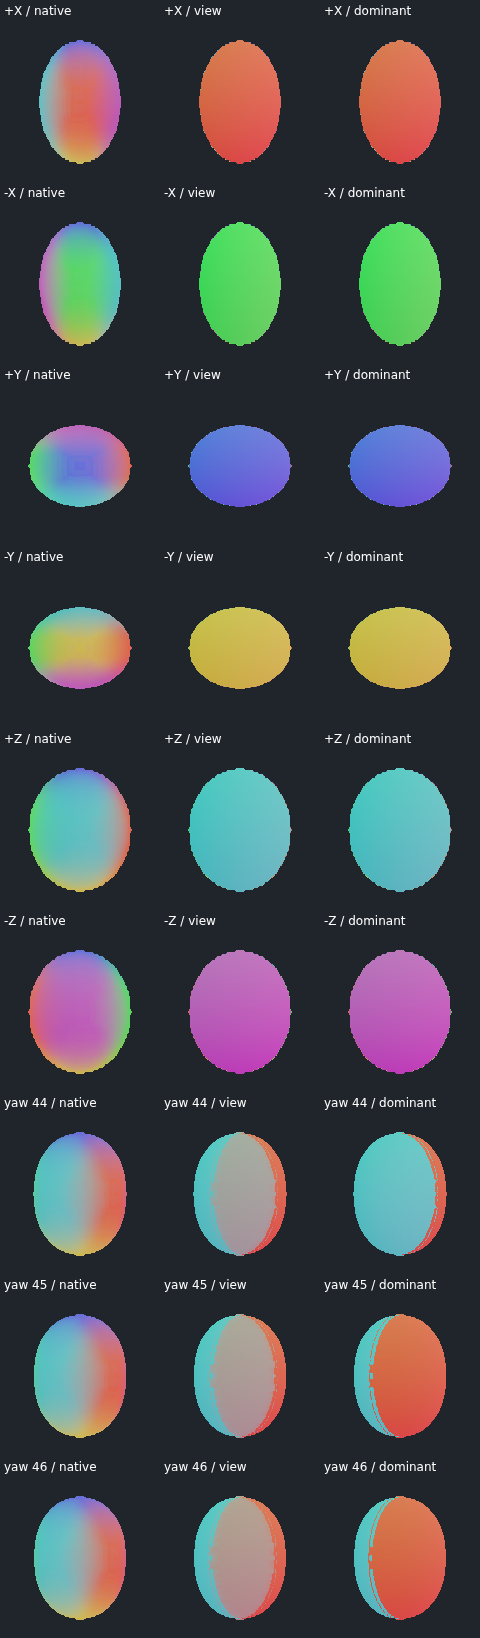 +X / native +X / view +X / dominant
-X / native -X / view -X / dominant
+Y / native +Y / view +Y / dominant
-Y / native -Y / view -Y / dominant
+Z / native +Z / view +Z / dominant
-Z / native -Z / view -Z / dominant
yaw 44 / native yaw 44 / view yaw 44 / dominant
yaw 45 / native yaw 45 / view yaw 45 / dominant
yaw 46 / native yaw 46 / view yaw 46 / dominant